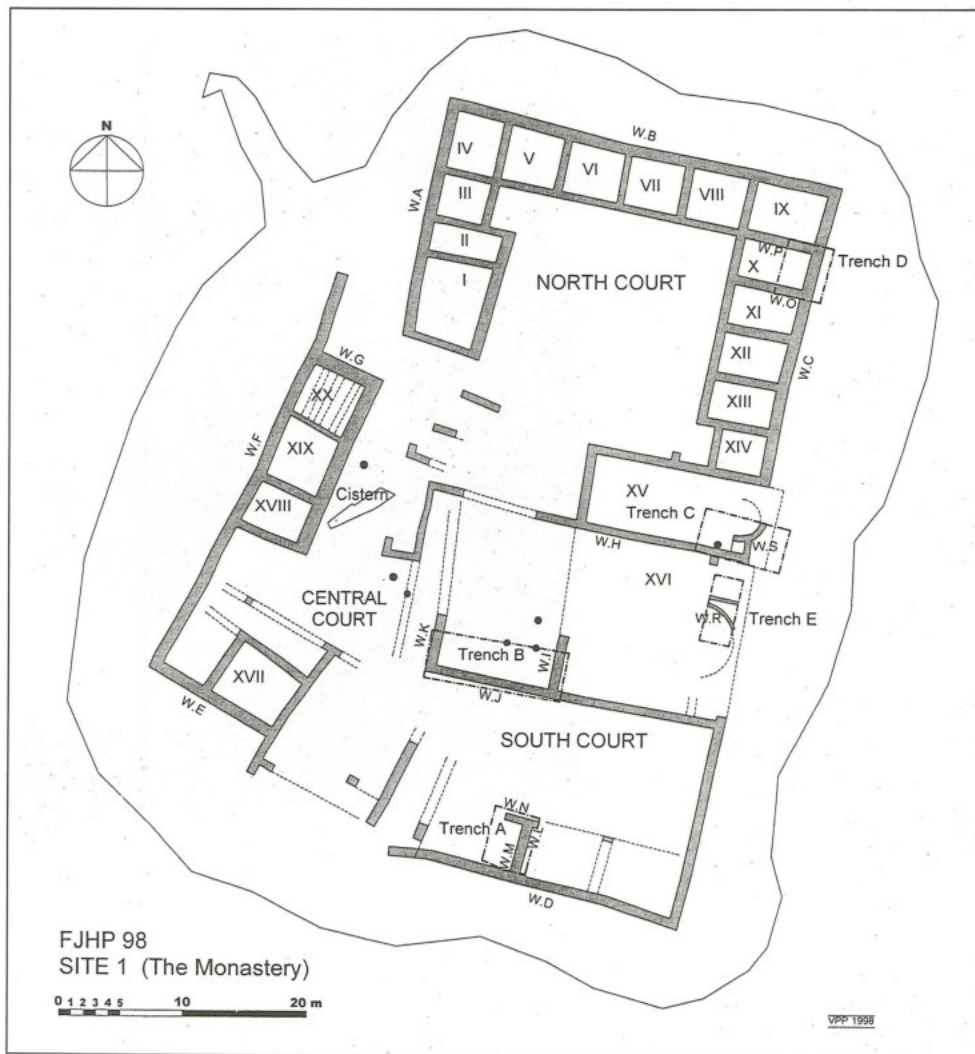 N
W.B
IV
V
VI
VII
VIII
IX
W.A
III
II
I
NORTH COURT
W.P
X
Trench D
W.O
XI
XII
W.C
XIII
XIV
W.G
XX
W.F
XIX
XVIII
Cistern
XV
Trench C
W.S
W.H
XVI
W.R
Trench E
CENTRAL
COURT
W.K
Trench B
W.I
W.J
XVII
W.E
SOUTH COURT
Trench A
W.N
W.L
W.M
W.D
FJHP 98
SITE 1 (The Monastery)
0 1 2 3 4 5 10 20 m
VPP 1998